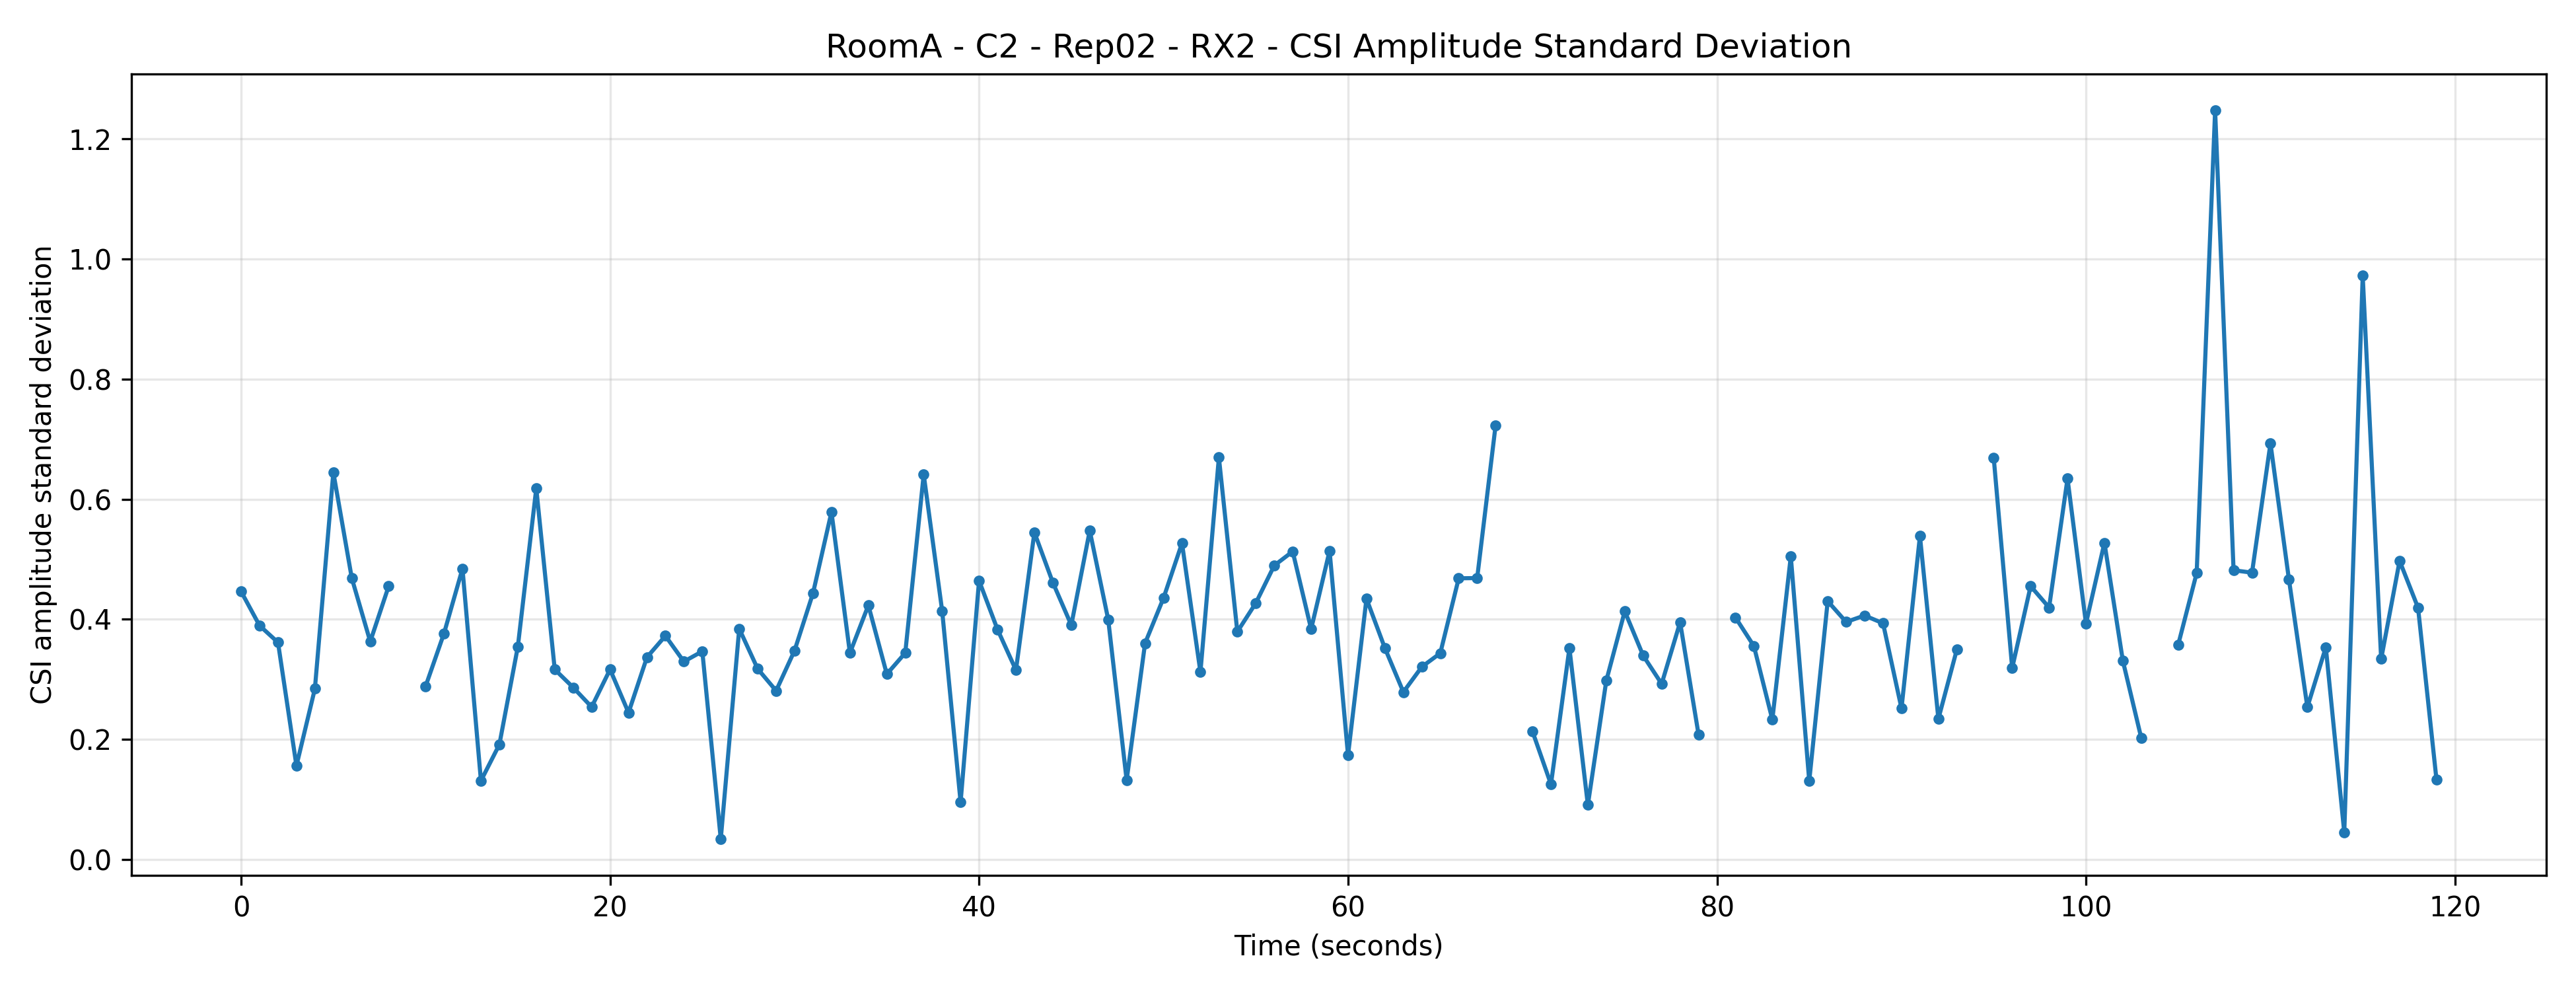 RoomA - C2 - Rep02 - RX2 - CSI Amplitude Standard Deviation
CSI amplitude standard deviation
1.2
1.0
0.8
0.6
0.4
0.2
0.0
0 20 40 60 80 100 120
Time (seconds)